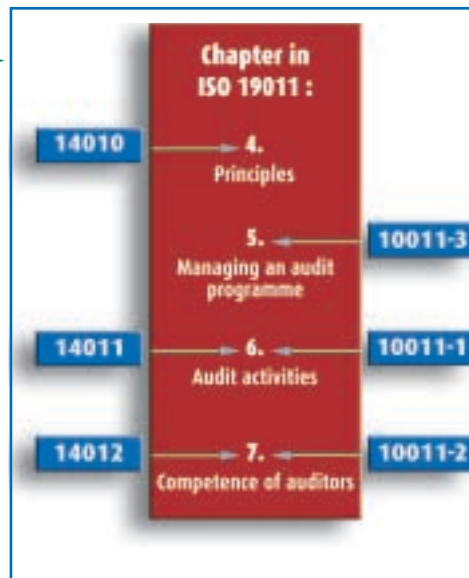 Chapter in
ISO 19011 :
14010
4.
Principles
5.
10011-3
Managing an audit
programme
14011
6.
10011-1
Audit activities
14012
7.
10011-2
Competence of auditors